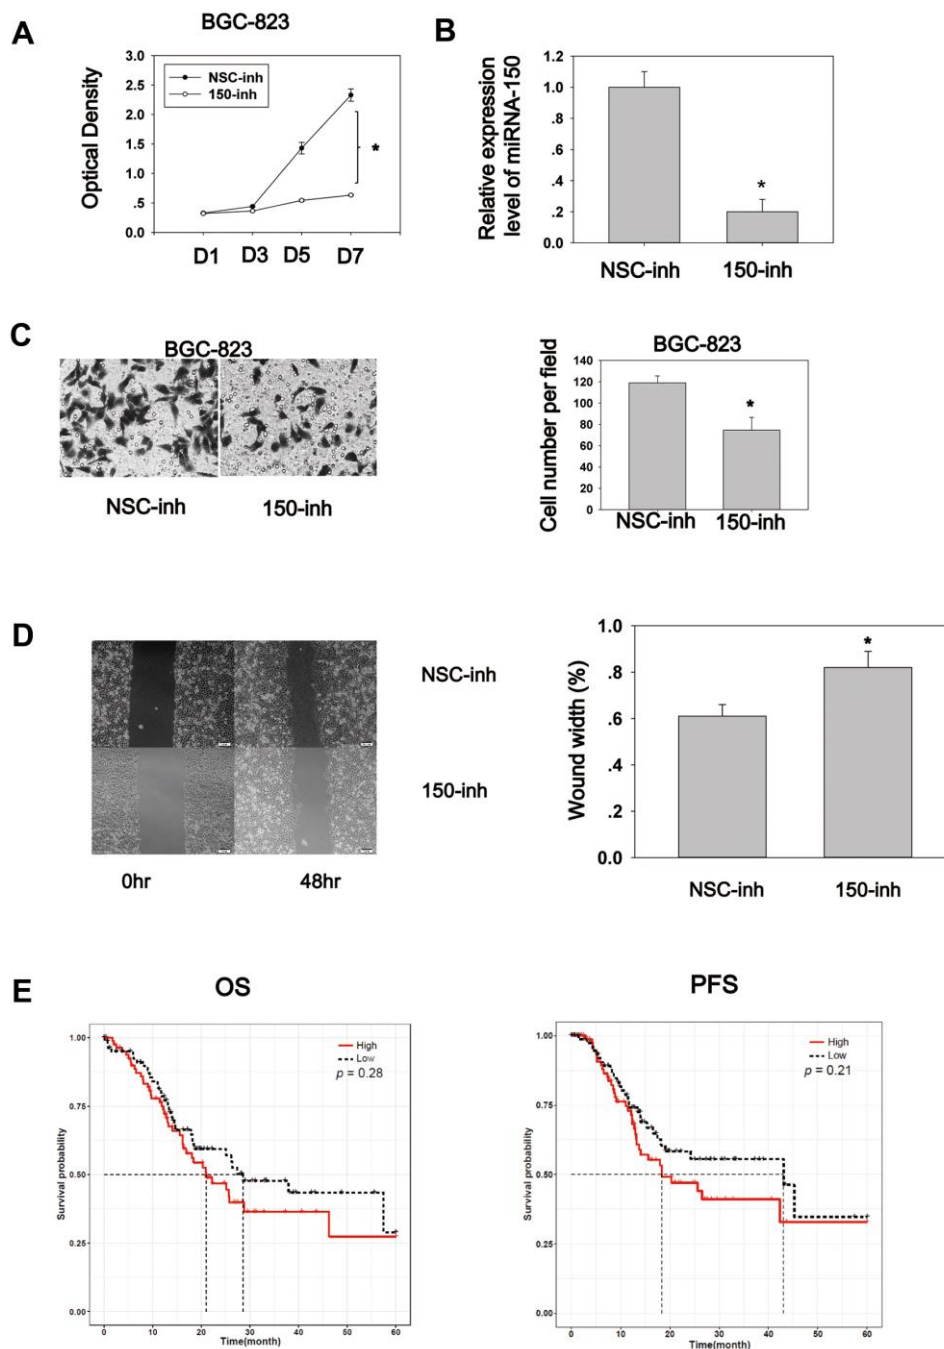 A
BGC-823
Optical Density
3.0
2.5
2.0
1.5
1.0
.5
0.0
NSC-inh
150-inh
*
D1 D3 D5 D7
B
Relative expression
level of miRNA-150
1.2
1.0
.8
.6
.4
.2
0.0
*
NSC-inh 150-inh
C
BGC-823
NSC-inh 150-inh
BGC-823
Cell number per field
140
120
100
80
60
40
20
0
*
NSC-inh 150-inh
D
NSC-inh
150-inh
0hr 48hr
Wound width (%)
1.0
.8
.6
.4
.2
0.0
*
NSC-inh 150-inh
E
OS
Survival probability
1.00
0.75
0.50
0.25
0.00
High
Low
p = 0.28
0 10 20 30 40 50 60
Time(month)
PFS
Survival probability
1.00
0.75
0.50
0.25
0.00
High
Low
p = 0.21
0 10 20 30 40 50 60
Time(month)